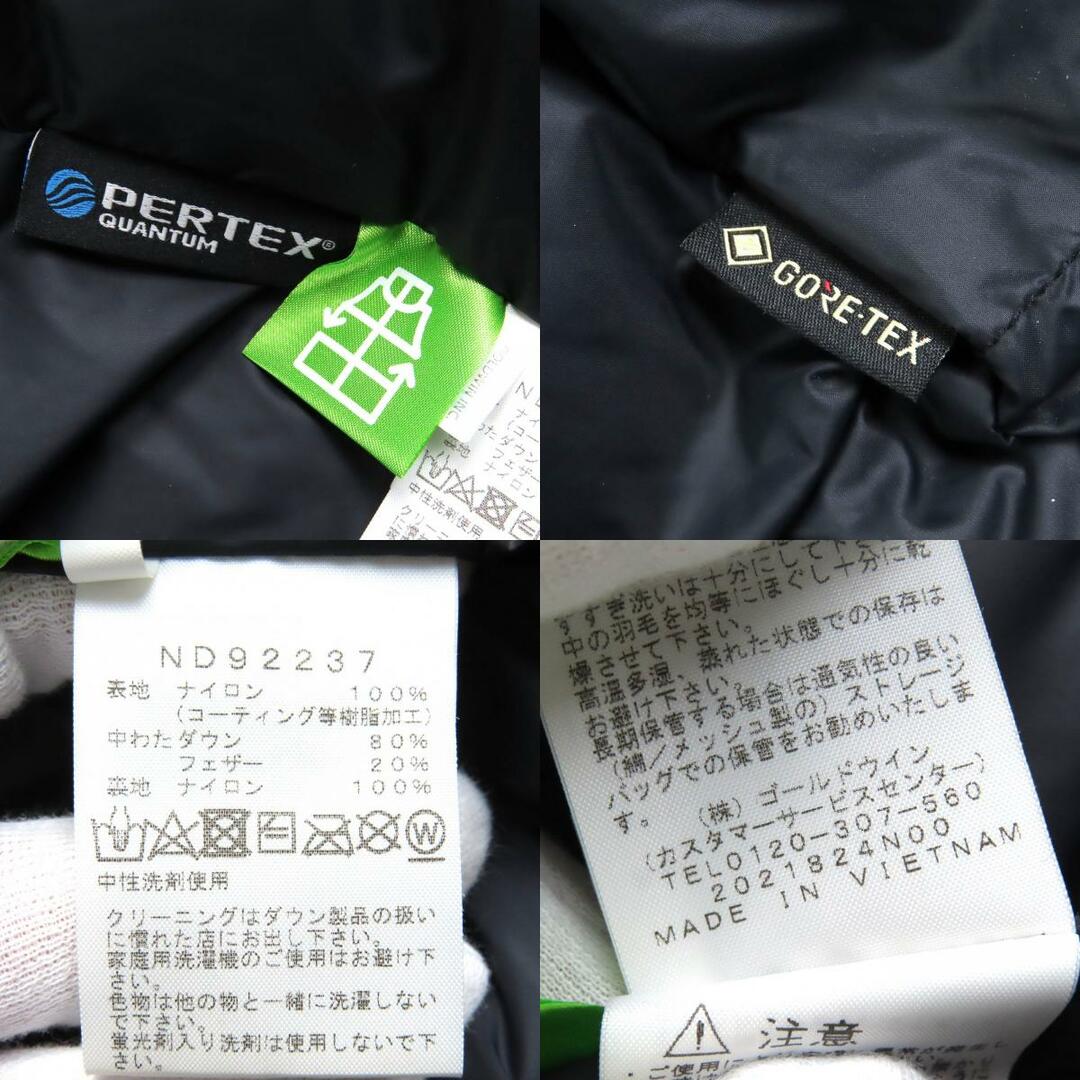 PERTEX®
QUANTUM
GOLDWIN INC
中性洗剤使用
GORE-TEX
ND92237
表地 ナイロン 100%
(コーティング等樹脂加工)
中わた ダウン 80%
フェザー 20%
裏地 ナイロン 100%
W
中性洗剤使用
クリーニングはダウン製品の扱い
に慣れた店にお出し下さい。
家庭用洗濯機のご使用はお避け下
さい。
色物は他の物と一緒に洗濯しない
で下さい。
蛍光剤入り洗剤は使用しないで下
さい。
すすぎ洗いは十分にして下
中の羽毛を均等にほぐし十分に乾
燥させて下さい。
高温多湿、蒸れた状態での保存は
お避け下さい。
長期保管する場合は通気性の良い
(綿/メッシュ製の) ストレージ
バッグでの保管をお勧めいたしま
す。
(株) ゴールドウイン
(カスタマーサービスセンター)
TEL0120-307-560
2021824N00
MADE IN VIETNAM
注意